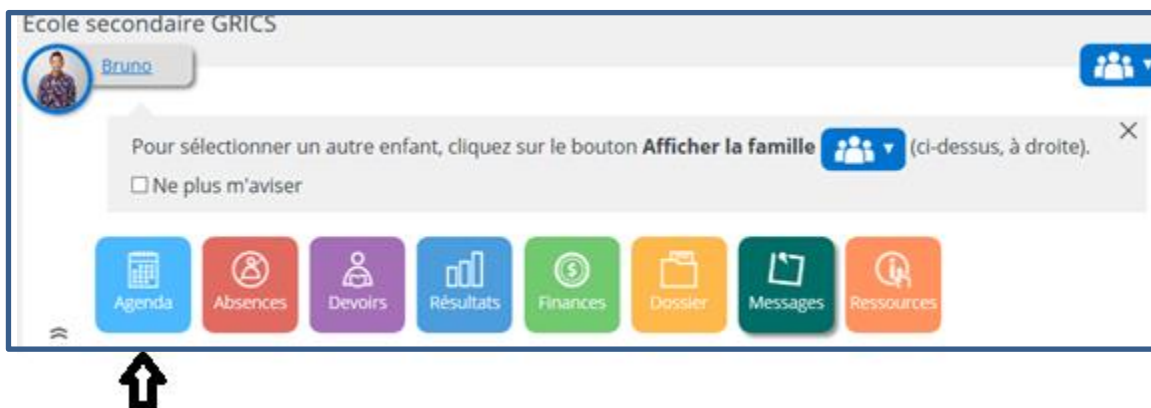 Ecole secondaire GRICS
Bruno
Pour sélectionner un autre enfant, cliquez sur le bouton Afficher la famille (ci-dessus, à droite).
Ne plus m'aviser
Agenda Absences Devoirs Résultats Finances Dossier Messages Ressources